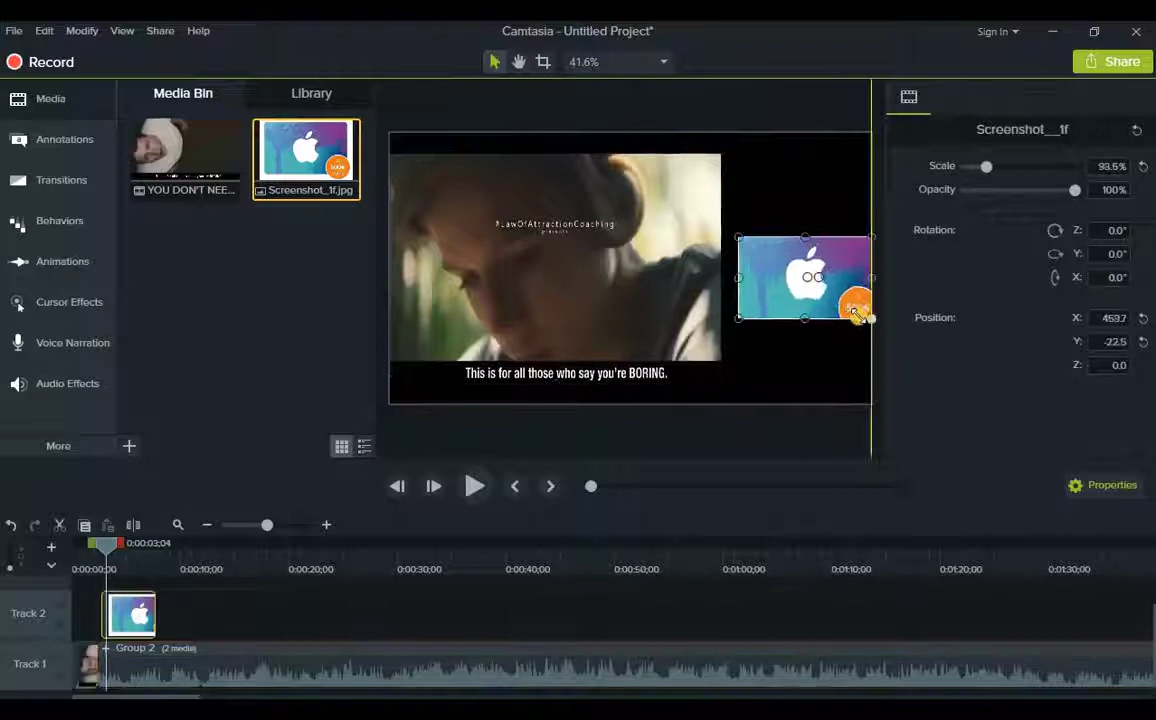 File Edit Modify View Share Help
Camtasia - Untitled Project*
Sign In
Record
41.6%
Share
Media
Media Bin
Library
Annotations
Transitions
Behaviors
Animations
Cursor Effects
Voice Narration
Audio Effects
More
YOU DON'T NEE...
Screenshot_1f.jpg
#LawOfAttractionCoaching
This is for all those who say you're BORING.
Screenshot__1f
Scale
93.5%
Opacity
100%
Rotation:
Z: 0.0°
Y: 0.0°
X: 0.0°
Position:
X: 459.7
Y: -22.5
Z: 0.0
Properties
0:00:03;04
0:00:00;00 0:00:10;00 0:00:20;00 0:00:30;00 0:00:40;00 0:00:50;00 0:01:00;00 0:01:10;00 0:01:20;00 0:01:30;00
Track 2
Track 1
Group 2 (2 media)